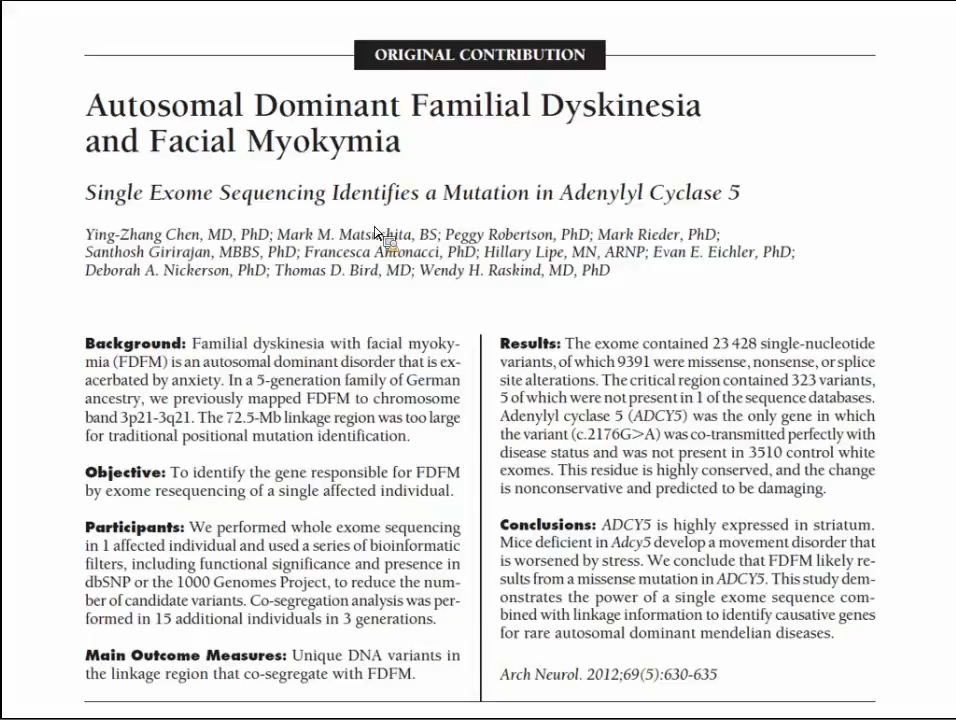 ORIGINAL CONTRIBUTION
Autosomal Dominant Familial Dyskinesia
and Facial Myokymia
Single Exome Sequencing Identifies a Mutation in Adenylyl Cyclase 5
Ying-Zhang Chen, MD, PhD; Mark M. Matsushita, BS; Peggy Robertson, PhD; Mark Rieder, PhD;
Santhosh Girirajan, MBBS, PhD; Francesca Antonacci, PhD; Hillary Lipe, MN, ARNP; Evan E. Eichler, PhD;
Deborah A. Nickerson, PhD; Thomas D. Bird, MD; Wendy H. Raskind, MD, PhD
Background: Familial dyskinesia with facial myoky-
mia (FDFM) is an autosomal dominant disorder that is ex-
acerbated by anxiety. In a 5-generation family of German
ancestry, we previously mapped FDFM to chromosome
band 3p21-3q21. The 72.5-Mb linkage region was too large
for traditional positional mutation identification.
Objective: To identify the gene responsible for FDFM
by exome resequencing of a single affected individual.
Participants: We performed whole exome sequencing
in 1 affected individual and used a series of bioinformatic
filters, including functional significance and presence in
dbSNP or the 1000 Genomes Project, to reduce the num-
ber of candidate variants. Co-segregation analysis was per-
formed in 15 additional individuals in 3 generations.
Main Outcome Measures: Unique DNA variants in
the linkage region that co-segregate with FDFM.
Results: The exome contained 23 428 single-nucleotide
variants, of which 9391 were missense, nonsense, or splice
site alterations. The critical region contained 323 variants,
5 of which were not present in 1 of the sequence databases.
Adenylyl cyclase 5 (ADCY5) was the only gene in which
the variant (c.2176G>A) was co-transmitted perfectly with
disease status and was not present in 3510 control white
exomes. This residue is highly conserved, and the change
is nonconservative and predicted to be damaging.
Conclusions: ADCY5 is highly expressed in striatum.
Mice deficient in Adcy5 develop a movement disorder that
is worsened by stress. We conclude that FDFM likely re-
sults from a missense mutation in ADCY5. This study dem-
onstrates the power of a single exome sequence com-
bined with linkage information to identify causative genes
for rare autosomal dominant mendelian diseases.
Arch Neurol. 2012;69(5):630-635